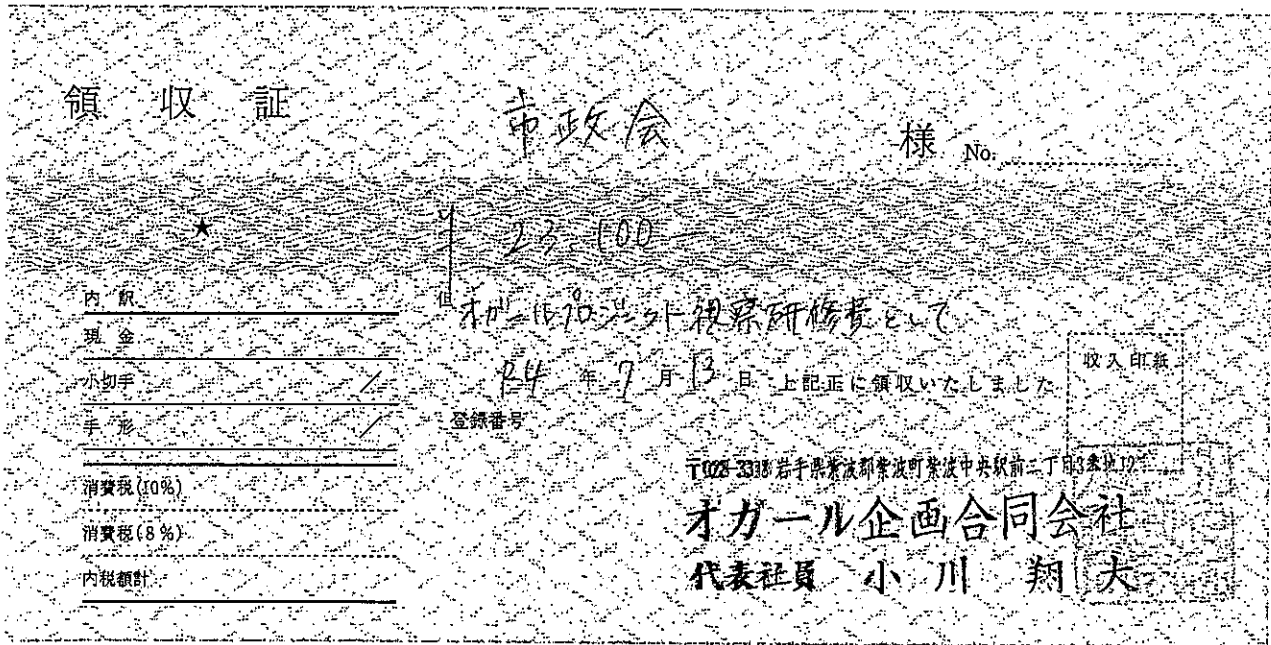 領収証
市政会 様 No.
★ ¥ 23,100 —
内訳
但 オガールプロジェクト視察研修費として
現金
R4 年 7 月 13 日 上記正に領収いたしました
収入印紙
小切手
手形
登録番号
〒028-3318 岩手県紫波郡紫波町紫波中央駅前二丁目3番地12
消費税(10%)
オガール企画合同会社
消費税(8%)
代表社員 小川 翔大
内税額計